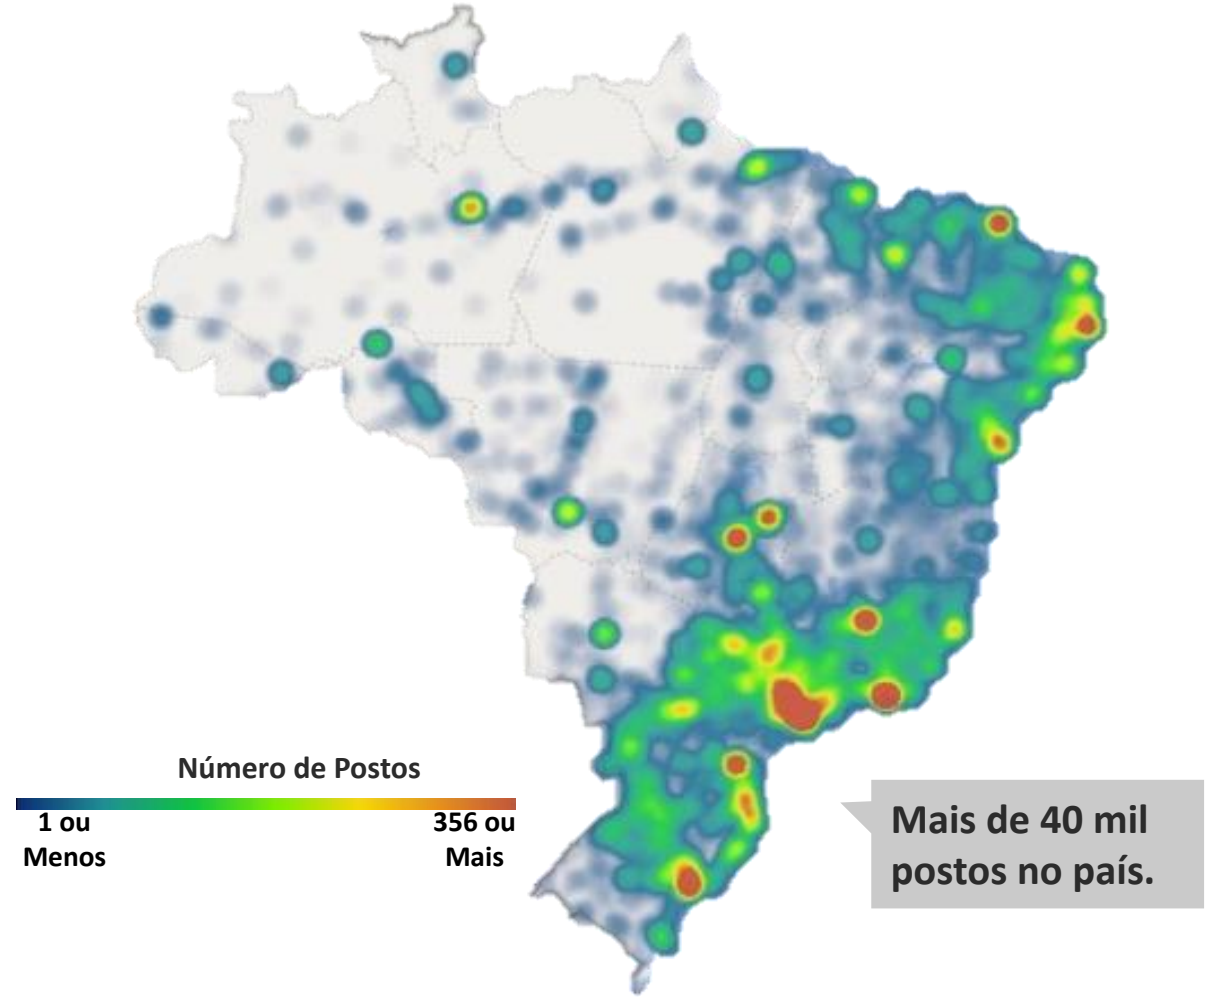 Número de Postos
1 ou
Menos
356 ou
Mais
Mais de 40 mil
postos no país.